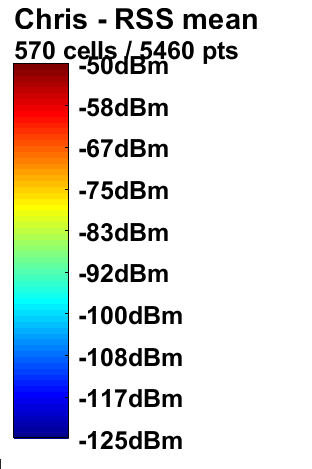 Chris - RSS mean
570 cells / 5460 pts
-50dBm
-58dBm
-67dBm
-75dBm
-83dBm
-92dBm
-100dBm
-108dBm
-117dBm
-125dBm